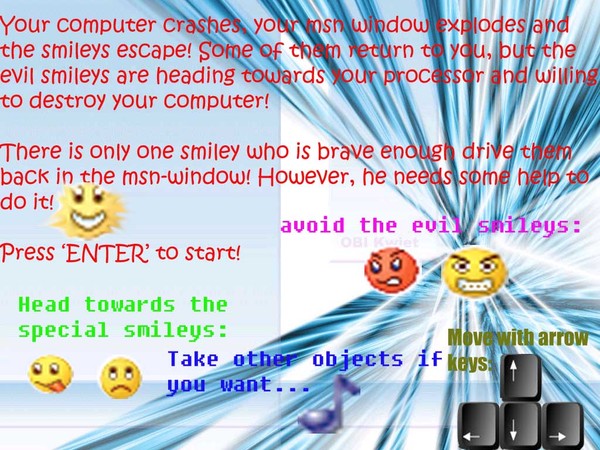 Your computer crashes, your msn window explodes and
the smileys escape! Some of them return to you, but the
evil smileys are heading towards your processor and willing
to destroy your computer!
There is only one smiley who is brave enough drive them
back in the msn-window! However, he needs some help to
do it!
avoid the evil smileys:
OBI Kwiet
Press ‘ENTER’ to start!
Head towards the
special smileys:
Move with arrow
keys:
Take other objects if
you want...